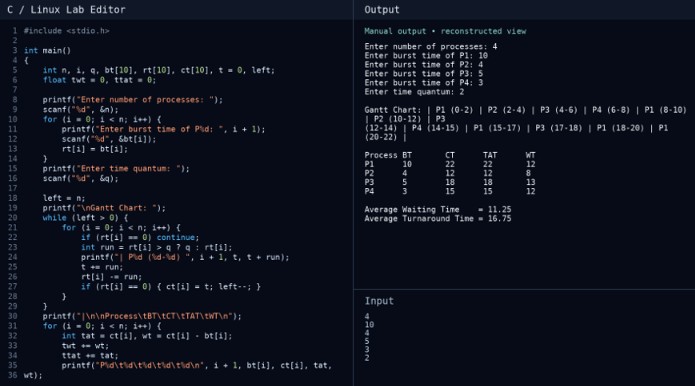 C / Linux Lab Editor
1 #include <stdio.h>
2
3 int main()
4 {
5     int n, i, q, bt[10], rt[10], ct[10], t = 0, left;
6     float twt = 0, ttat = 0;
7
8     printf("Enter number of processes: ");
9     scanf("%d", &n);
10     for (i = 0; i < n; i++) {
11         printf("Enter burst time of P%d: ", i + 1);
12         scanf("%d", &bt[i]);
13         rt[i] = bt[i];
14     }
15     printf("Enter time quantum: ");
16     scanf("%d", &q);
17
18     left = n;
19     printf("\nGantt Chart: ");
20     while (left > 0) {
21         for (i = 0; i < n; i++) {
22             if (rt[i] == 0) continue;
23             int run = rt[i] > q ? q : rt[i];
24             printf("| P%d (%d-%d) ", i + 1, t, t + run);
25             t += run;
26             rt[i] -= run;
27             if (rt[i] == 0) { ct[i] = t; left--; }
28         }
29     }
30     printf("|\n\nProcess\tBT\tCT\tTAT\tWT\n");
31     for (i = 0; i < n; i++) {
32         int tat = ct[i], wt = ct[i] - bt[i];
33         twt += wt;
34         ttat += tat;
35         printf("P%d\t%d\t%d\t%d\t%d\n", i + 1, bt[i], ct[i], tat,
36 wt);
Output
Manual output • reconstructed view
Enter number of processes: 4
Enter burst time of P1: 10
Enter burst time of P2: 4
Enter burst time of P3: 5
Enter burst time of P4: 3
Enter time quantum: 2
Gantt Chart: | P1 (0-2) | P2 (2-4) | P3 (4-6) | P4 (6-8) | P1 (8-10)
| P2 (10-12) | P3
(12-14) | P4 (14-15) | P1 (15-17) | P3 (17-18) | P1 (18-20) | P1
(20-22) |
Process BT CT TAT WT
P1 10 22 22 12
P2 4 12 12 8
P3 5 18 18 13
P4 3 15 15 12
Average Waiting Time = 11.25
Average Turnaround Time = 16.75
Input
4
10
4
5
3
2